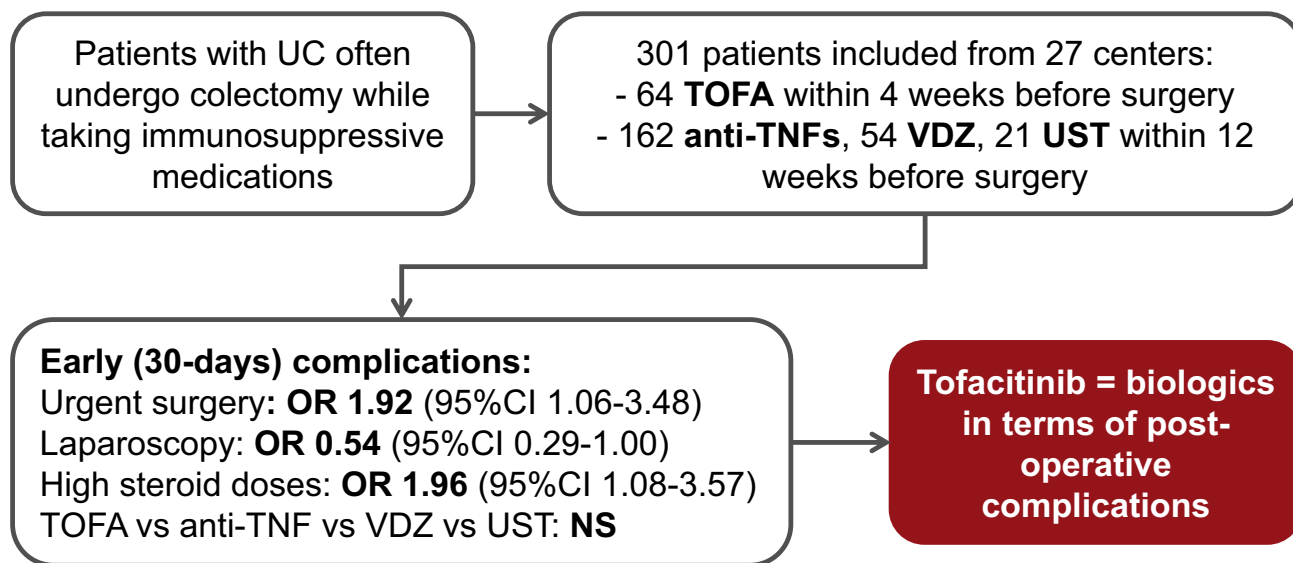 Patients with UC often
undergo colectomy while
taking immunosuppressive
medications
301 patients included from 27 centers:
- 64 TOFA within 4 weeks before surgery
- 162 anti-TNFs, 54 VDZ, 21 UST within 12
weeks before surgery
Early (30-days) complications:
Urgent surgery: OR 1.92 (95%CI 1.06-3.48)
Laparoscopy: OR 0.54 (95%CI 0.29-1.00)
High steroid doses: OR 1.96 (95%CI 1.08-3.57)
TOFA vs anti-TNF vs VDZ vs UST: NS
Tofacitinib = biologics
in terms of post-
operative
complications